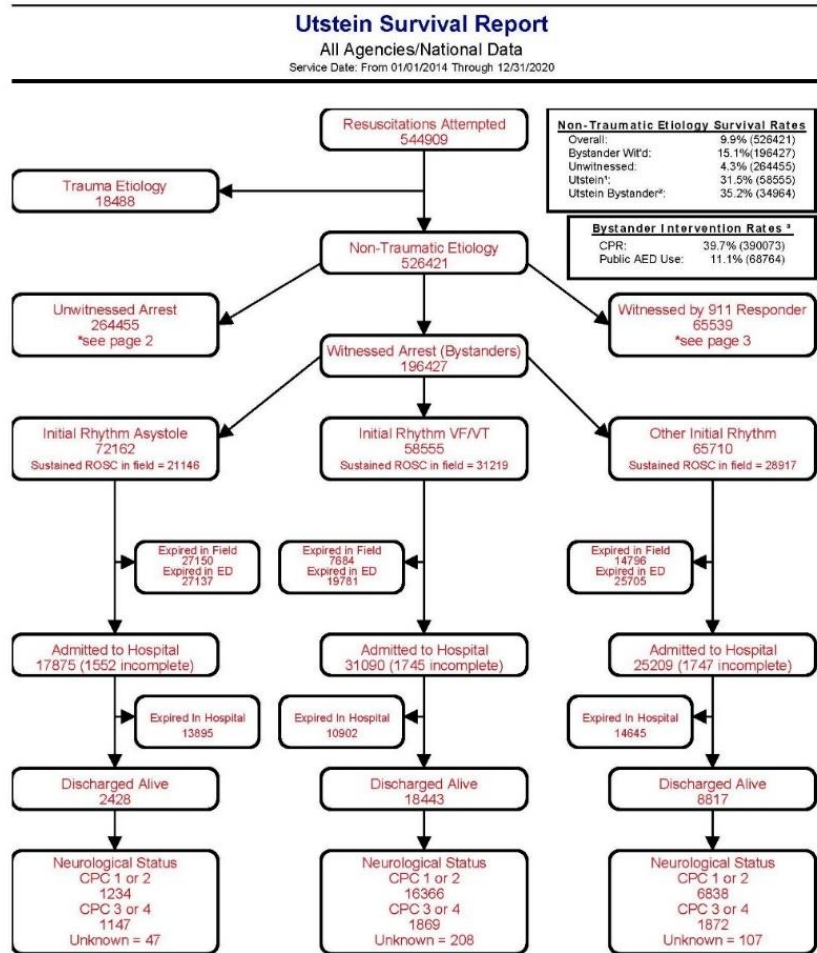 Utstein Survival Report
All Agencies/National Data
Service Date: From 01/01/2014 Through 12/31/2020
Resuscitations Attempted
544909
Non-Traumatic Etiology Survival Rates
Overall: 9.9% (526421)
Bystander Wit'd: 15.1%(196427)
Unwitnessed: 4.3% (264455)
Utstein¹: 31.5% (58555)
Utstein Bystander²: 35.2% (34964)
Trauma Etiology
18488
Bystander Intervention Rates ³
CPR: 39.7% (390073)
Public AED Use: 11.1% (68764)
Non-Traumatic Etiology
526421
Unwitnessed Arrest
264455
*see page 2
Witnessed by 911 Responder
65539
*see page 3
Witnessed Arrest (Bystanders)
196427
Initial Rhythm Asystole
72162
Sustained ROSC in field = 21146
Initial Rhythm VF/VT
58555
Sustained ROSC in field = 31219
Other Initial Rhythm
65710
Sustained ROSC in field = 28917
Expired in Field
27150
Expired in ED
27137
Expired in Field
7684
Expired in ED
19781
Expired in Field
14796
Expired in ED
25705
Admitted to Hospital
17875 (1552 incomplete)
Admitted to Hospital
31090 (1745 incomplete)
Admitted to Hospital
25209 (1747 incomplete)
Expired In Hospital
13895
Expired In Hospital
10902
Expired In Hospital
14645
Discharged Alive
2428
Discharged Alive
18443
Discharged Alive
8817
Neurological Status
CPC 1 or 2
1234
CPC 3 or 4
1147
Unknown = 47
Neurological Status
CPC 1 or 2
16366
CPC 3 or 4
1869
Unknown = 208
Neurological Status
CPC 1 or 2
6838
CPC 3 or 4
1872
Unknown = 107